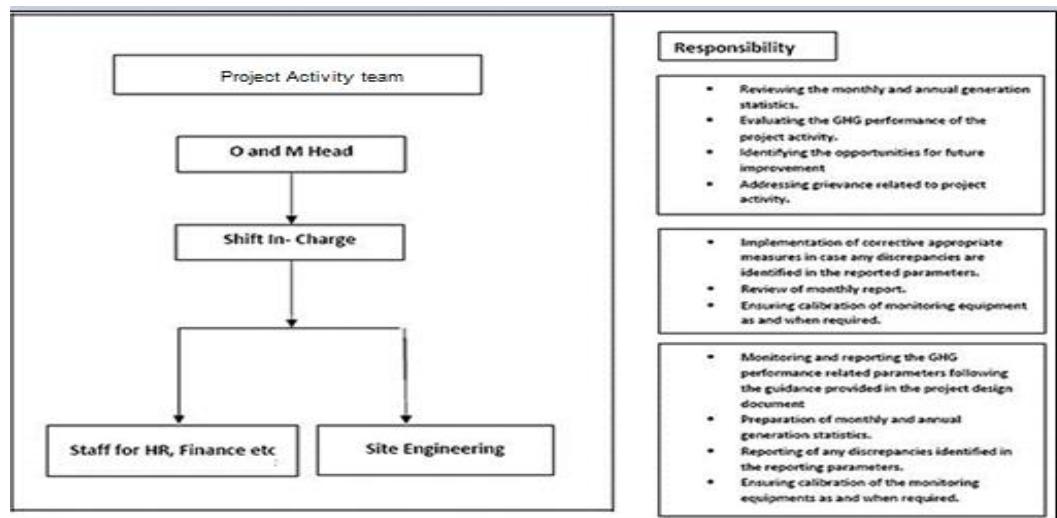 Project Activity team
O and M Head
Shift In- Charge
Staff for HR, Finance etc
Site Engineering
Responsibility
• Reviewing the monthly and annual generation
statistics.
• Evaluating the GHG performance of the
project activity.
• Identifying the opportunities for future
improvement
• Addressing grievance related to project
activity.
• Implementation of corrective appropriate
measures in case any discrepancies are
identified in the reported parameters.
• Review of monthly report.
• Ensuring calibration of monitoring equipment
as and when required.
• Monitoring and reporting the GHG
performance related parameters following
the guidance provided in the project design
document
• Preparation of monthly and annual
generation statistics.
• Reporting of any discrepancies identified in
the reporting parameters.
• Ensuring calibration of the monitoring
equipments as and when required.